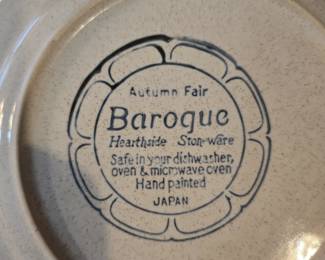 Autumn Fair
Baroque
Hearthside Stoneware
Safe in your dishwasher,
oven & microwave oven
Hand painted
JAPAN